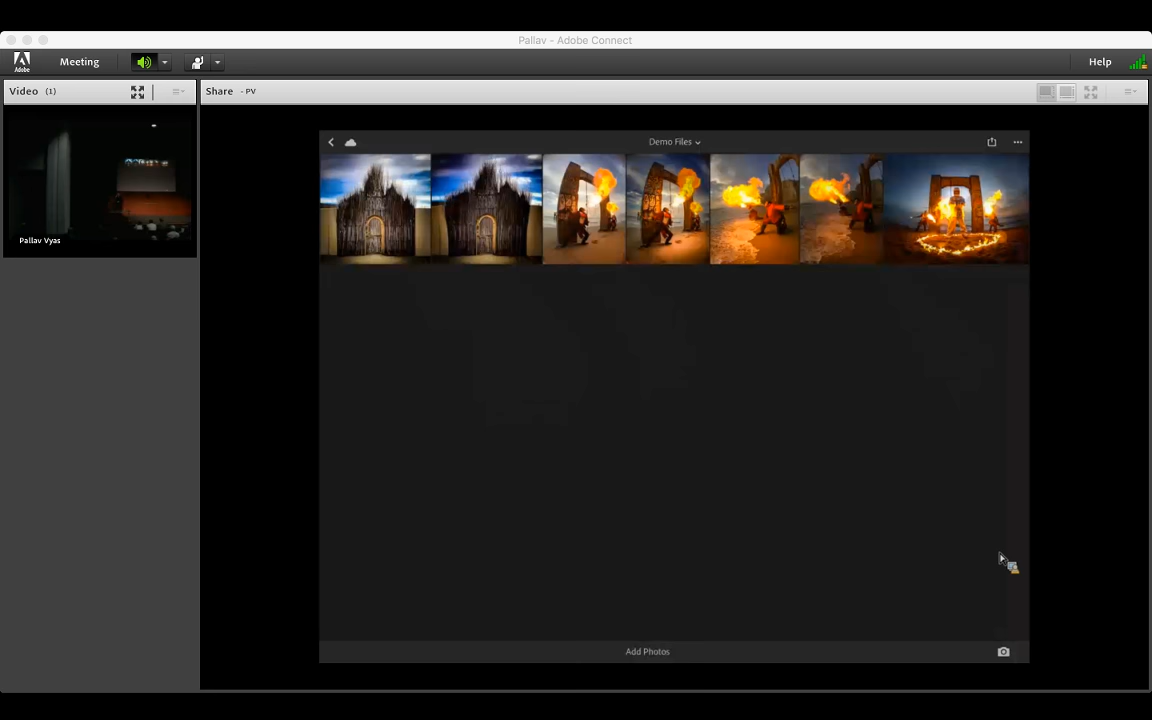 Pallav - Adobe Connect
Adobe
Meeting
Help
Video (1)
Share - PV
Demo Files
Pallav Vyas
Add Photos